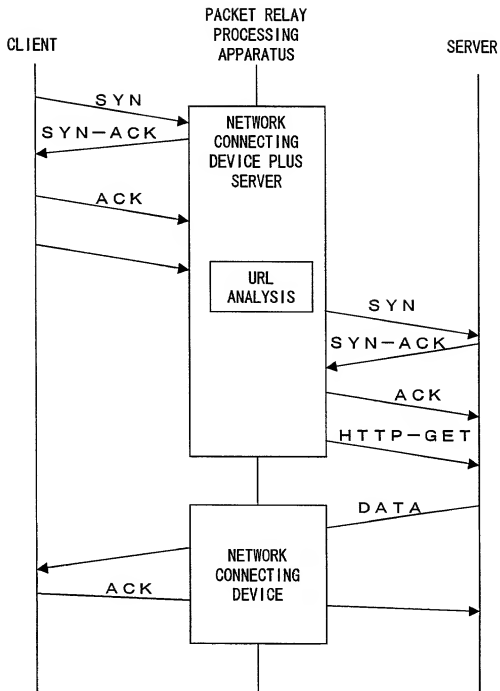 PACKET RELAY
PROCESSING
APPARATUS
CLIENT
SERVER
SYN
SYN-ACK
NETWORK
CONNECTING
DEVICE PLUS
SERVER
ACK
URL
ANALYSIS
SYN
SYN-ACK
ACK
HTTP-GET
DATA
NETWORK
CONNECTING
DEVICE
ACK